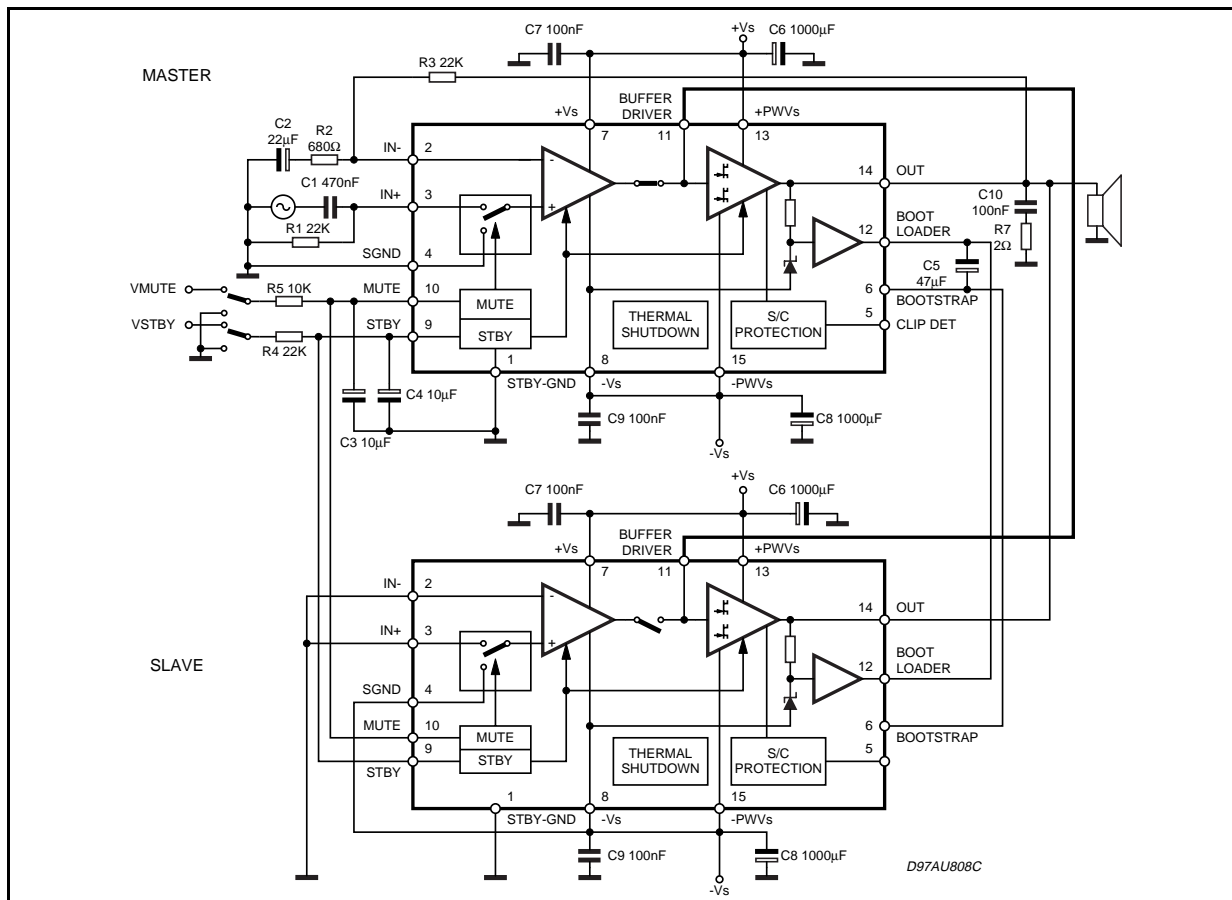 MASTER
C7 100nF
+Vs
C6 1000μF
R3 22K
+Vs
BUFFER
DRIVER
+PWVs
7
11
13
C2
22μF
R2
680Ω
IN-
2
-
14
OUT
C1 470nF
IN+
3
+
C10
100nF
R7
2Ω
R1 22K
12
BOOT
LOADER
SGND
4
C5
47μF
VMUTE
R5 10K
MUTE
10
MUTE
6
BOOTSTRAP
VSTBY
R4 22K
STBY
9
STBY
THERMAL
SHUTDOWN
S/C
PROTECTION
5
CLIP DET
1
STBY-GND
8
-Vs
15
-PWVs
C4 10μF
C3 10μF
C9 100nF
C8 1000μF
-Vs
SLAVE
C7 100nF
+Vs
C6 1000μF
+Vs
BUFFER
DRIVER
+PWVs
7
11
13
IN-
2
-
14
OUT
IN+
3
+
12
BOOT
LOADER
SGND
4
MUTE
10
MUTE
6
BOOTSTRAP
STBY
9
STBY
THERMAL
SHUTDOWN
S/C
PROTECTION
5
1
STBY-GND
8
-Vs
15
-PWVs
C9 100nF
C8 1000μF
-Vs
D97AU808C